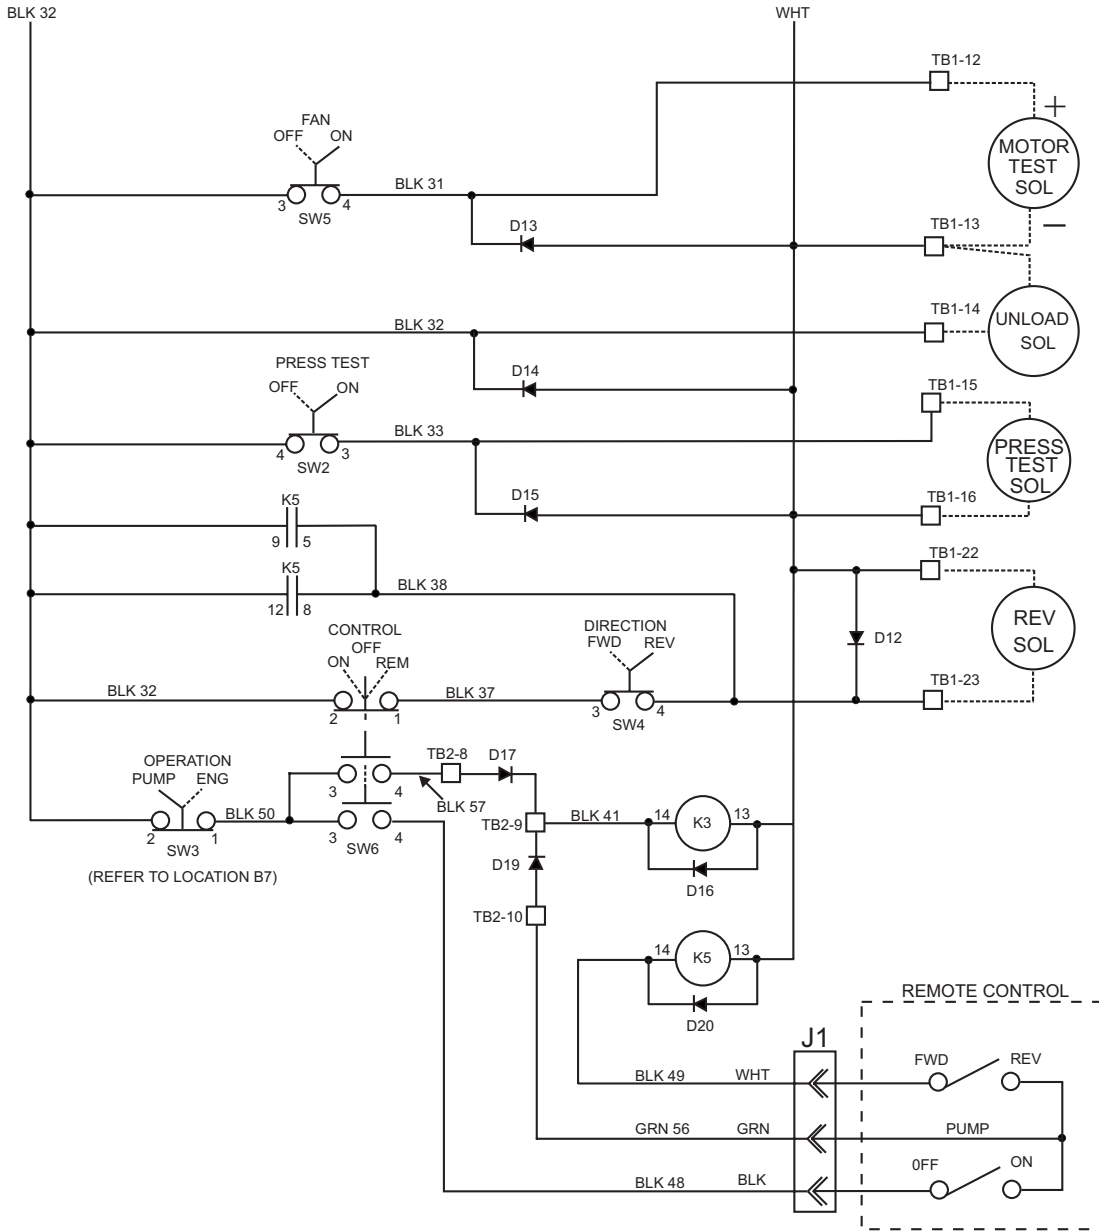 BLK 32
WHT
TB1-12
+
FAN
OFF ON
MOTOR
TEST
SOL
BLK 31
3 4
SW5
D13
TB1-13
—
BLK 32
TB1-14
UNLOAD
SOL
PRESS TEST
OFF ON
D14
TB1-15
BLK 33
4 3
SW2
PRESS
TEST
SOL
D15
TB1-16
K5
9 5
TB1-22
K5
BLK 38
12 8
CONTROL
OFF
ON REM
DIRECTION
FWD REV
D12
REV
SOL
TB1-23
BLK 32
BLK 37
2 1
3 4
SW4
OPERATION
PUMP ENG
TB2-8
D17
3 4
BLK 57
BLK 50
2 1
SW3
(REFER TO LOCATION B7)
3 4
SW6
TB2-9
BLK 41
14 K3 13
D19
D16
TB2-10
14 K5 13
D20
REMOTE CONTROL
J1
FWD REV
BLK 49 WHT
GRN 56 GRN
PUMP
0FF ON
BLK 48 BLK